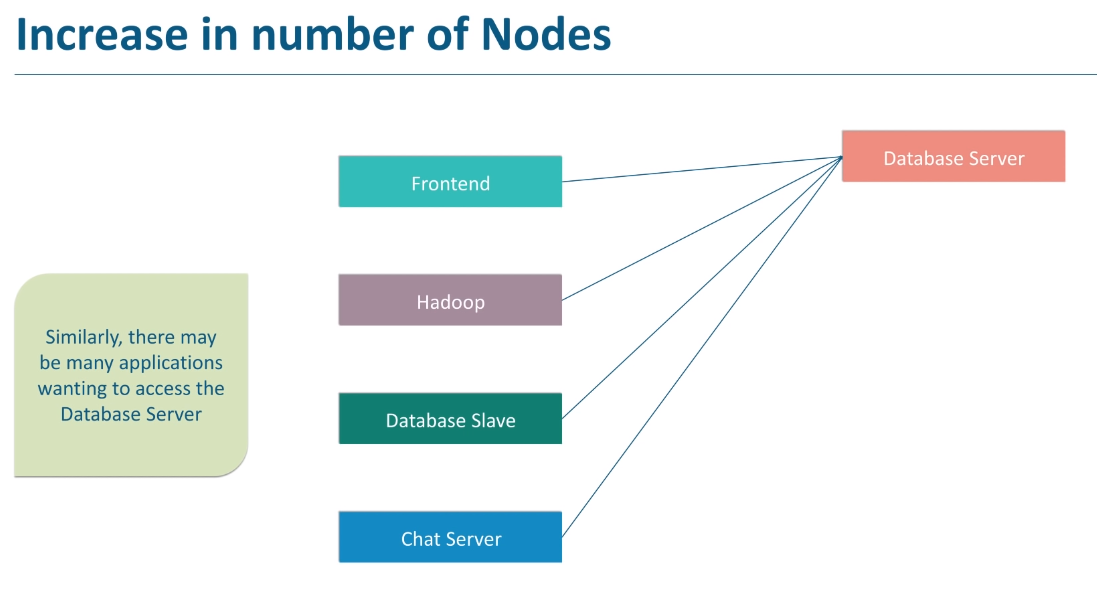 Increase in number of Nodes
Database Server
Frontend
Hadoop
Similarly, there may
be many applications
wanting to access the
Database Server
Database Slave
Chat Server